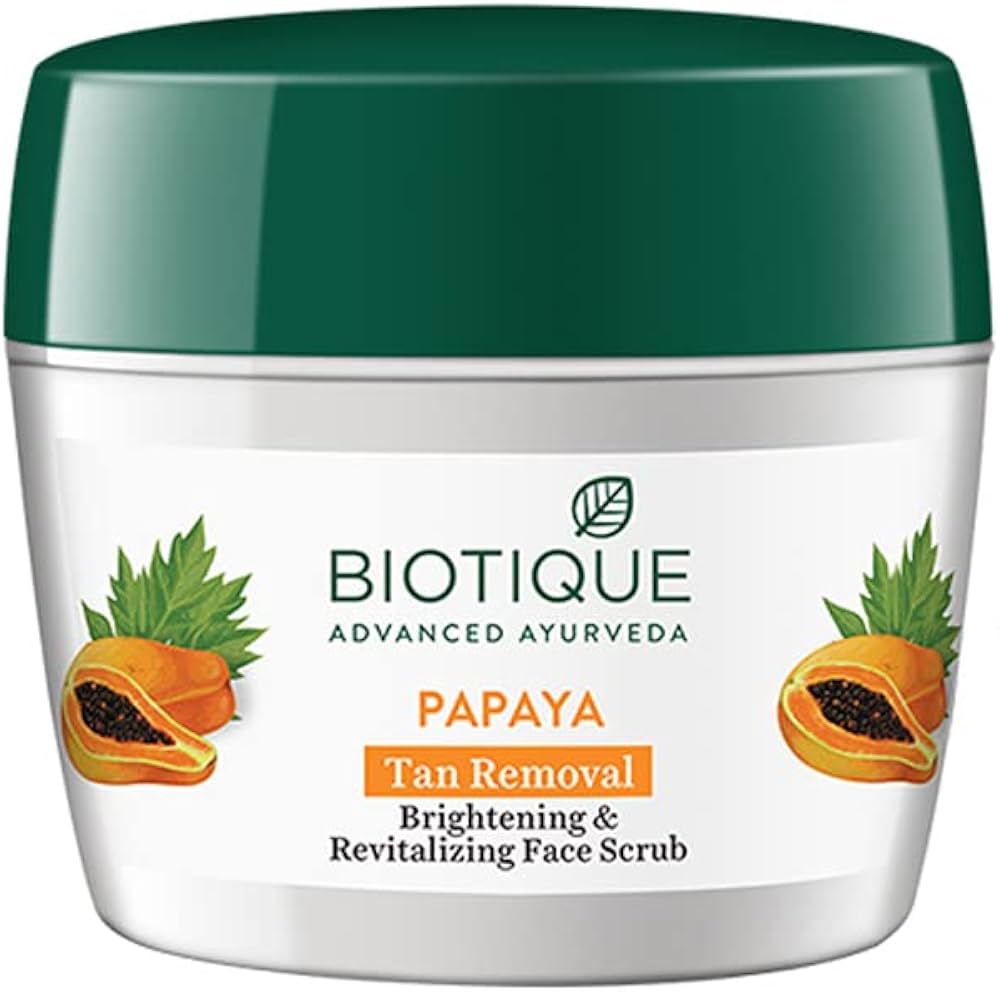 BIOTIQUE
ADVANCED AYURVEDA
PAPAYA
Tan Removal
Brightening &
Revitalizing Face Scrub